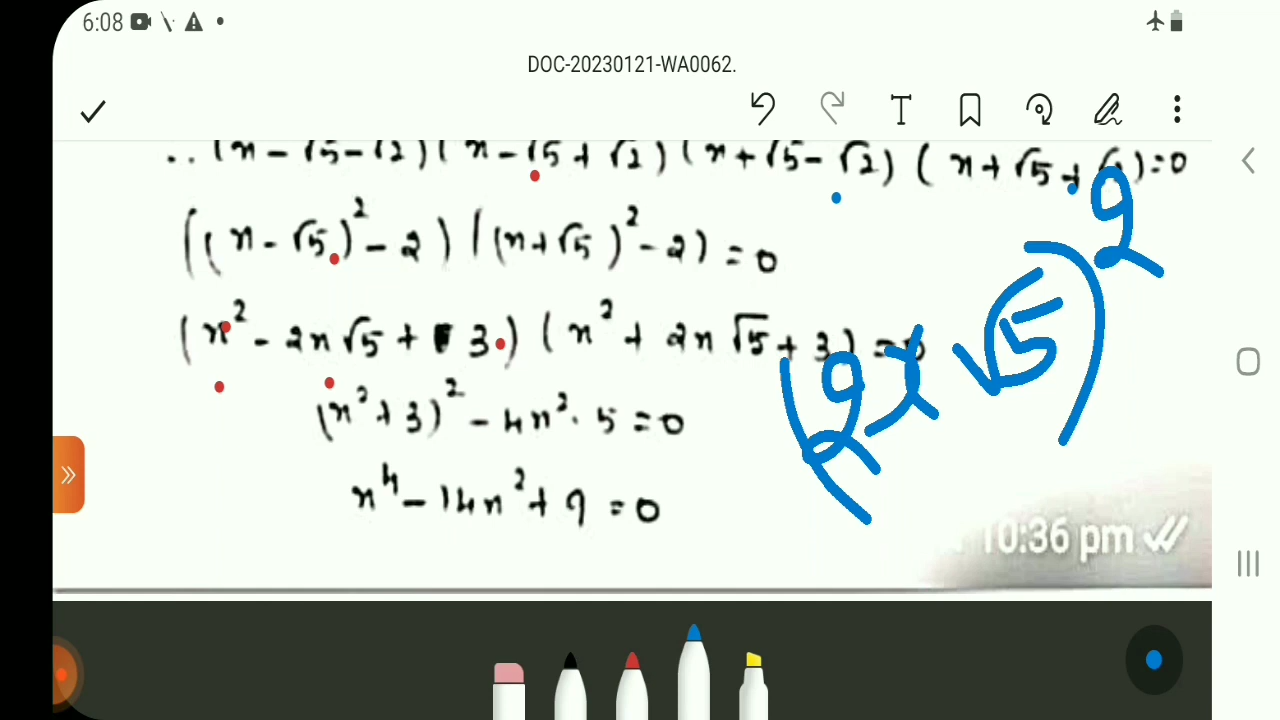 6:08
DOC-20230121-WA0062.
∴ (x - √5 - √2) (x - √5 + √2) (x + √5 - √2) (x + √5 + √2) = 0
((x - √5)² - 2) ((x + √5)² - 2) = 0
(x² - 2x√5 + 3) (x² + 2x√5 + 3) = 0
(x² + 3)² - 4x² · 5 = 0
x⁴ - 14x² + 9 = 0
(2x√5)²
10:36 pm